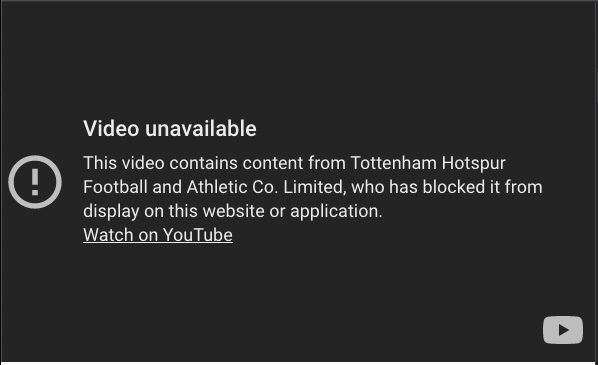 Video unavailable
This video contains content from Tottenham Hotspur
Football and Athletic Co. Limited, who has blocked it from
display on this website or application.
Watch on YouTube